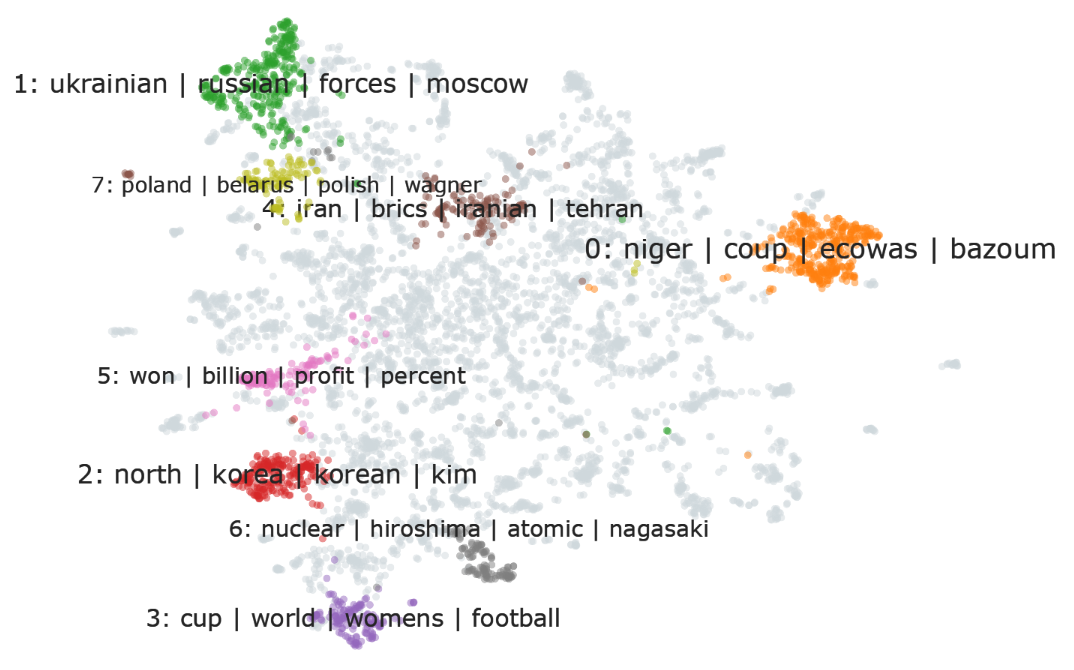 1: ukrainian | russian | forces | moscow
7: poland | belarus | polish | wagner
4: iran | brics | iranian | tehran
0: niger | coup | ecowas | bazoum
5: won | billion | profit | percent
2: north | korea | korean | kim
6: nuclear | hiroshima | atomic | nagasaki
3: cup | world | womens | football